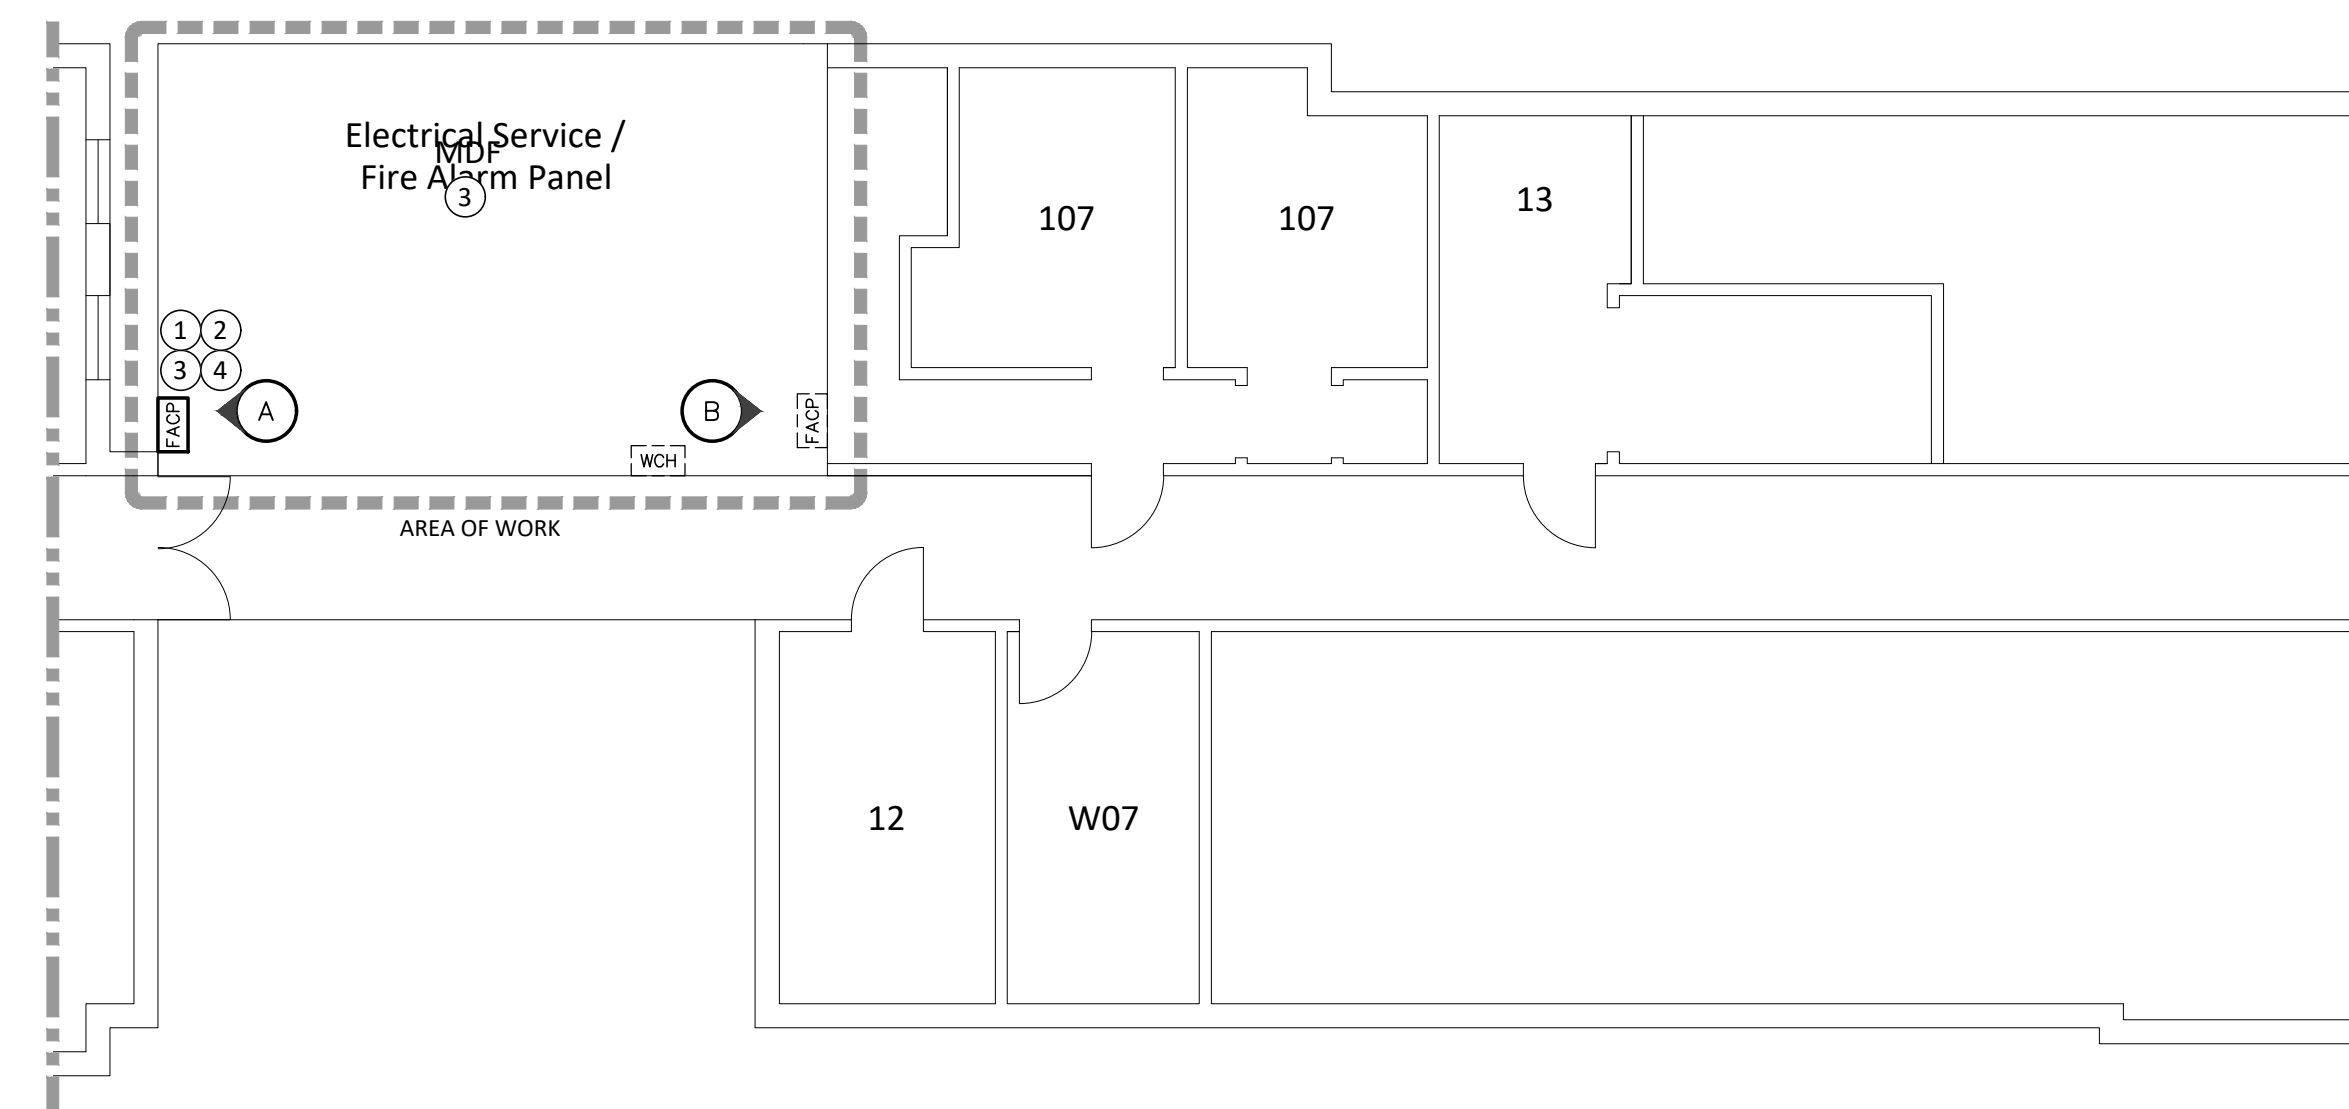 Electrical Service /
MDF
Fire Alarm Panel
3
107
107
13
1 2
3 4
FACP
A
B
FACP
WCH
AREA OF WORK
12
W07